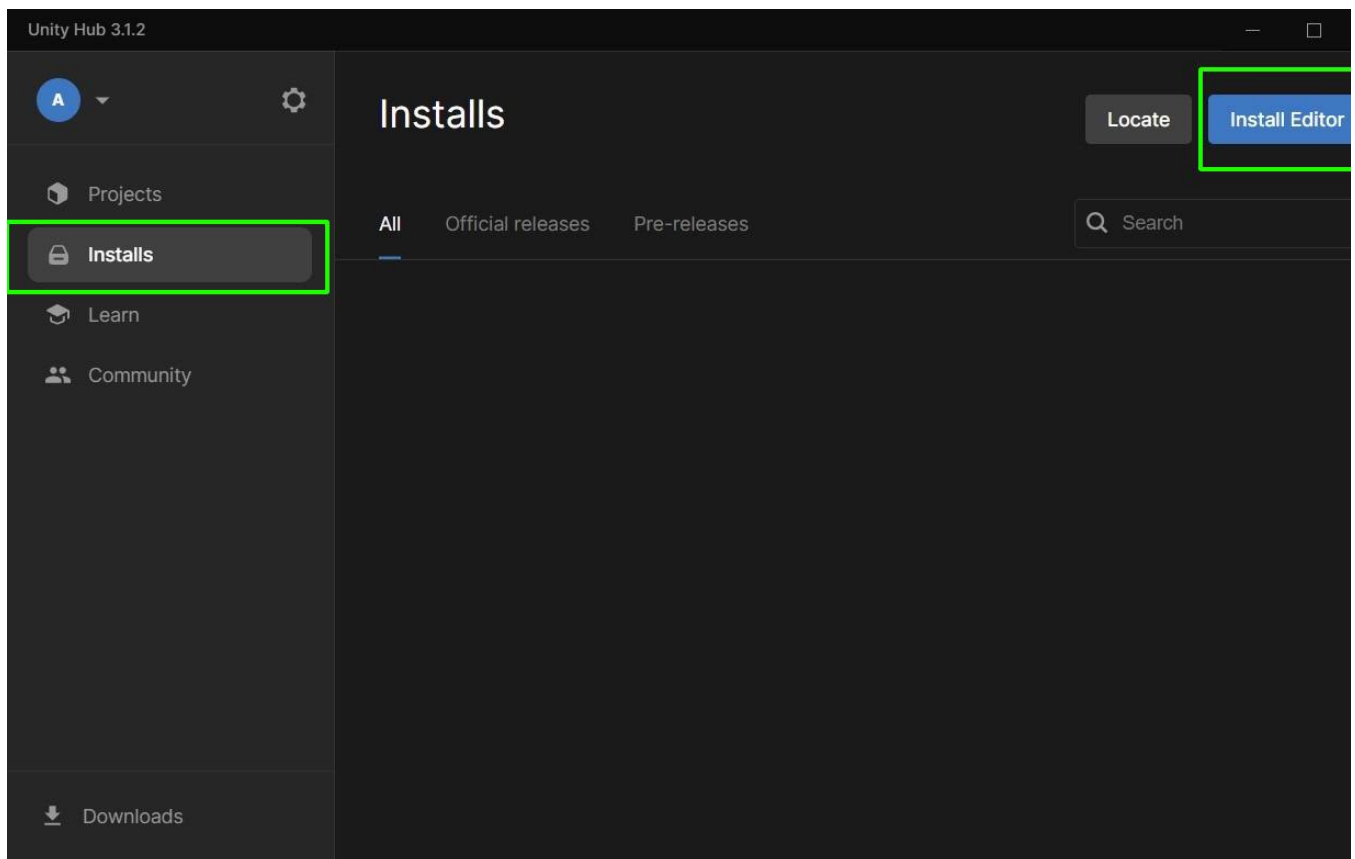 Unity Hub 3.1.2
A
Installs
Locate
Install Editor
Projects
Installs
Learn
Community
All
Official releases
Pre-releases
Search
Downloads